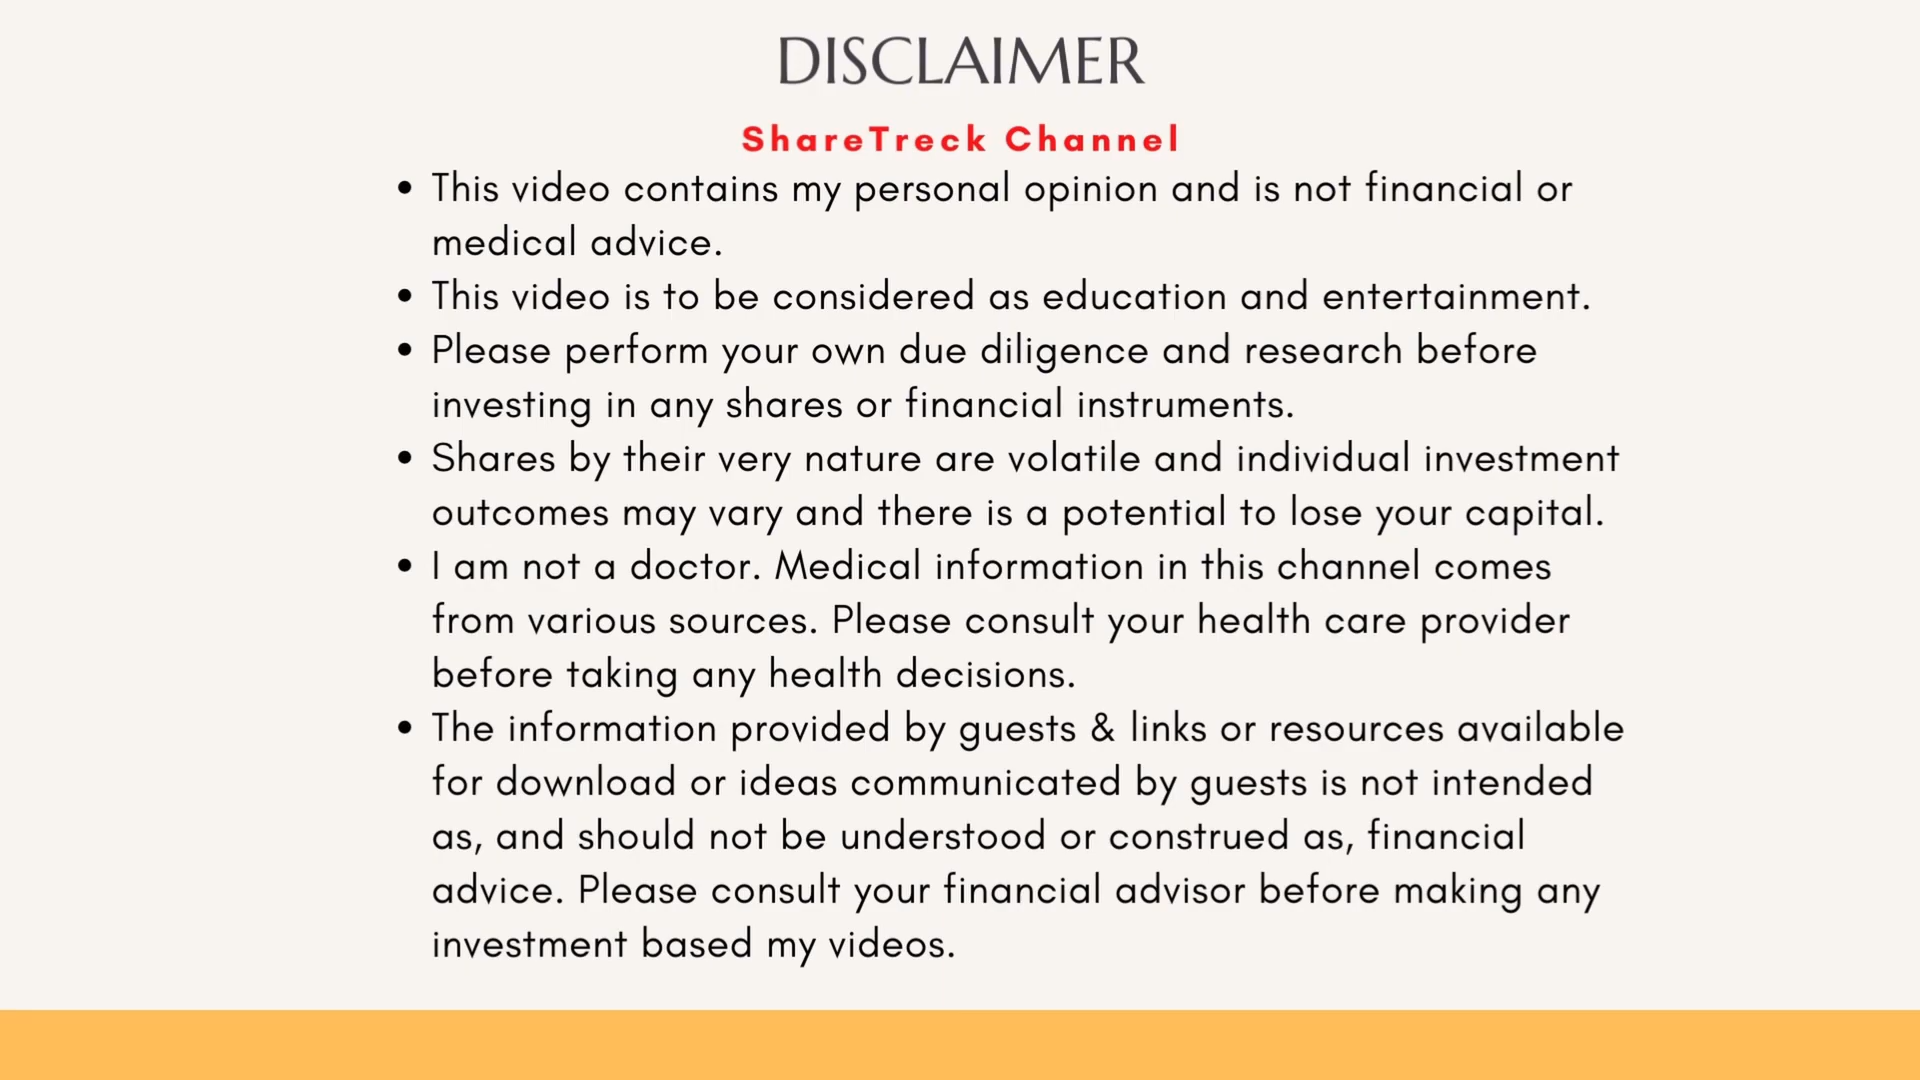 DISCLAIMER
ShareTreck Channel
• This video contains my personal opinion and is not financial or
medical advice.
• This video is to be considered as education and entertainment.
• Please perform your own due diligence and research before
investing in any shares or financial instruments.
• Shares by their very nature are volatile and individual investment
outcomes may vary and there is a potential to lose your capital.
• I am not a doctor. Medical information in this channel comes
from various sources. Please consult your health care provider
before taking any health decisions.
• The information provided by guests & links or resources available
for download or ideas communicated by guests is not intended
as, and should not be understood or construed as, financial
advice. Please consult your financial advisor before making any
investment based my videos.